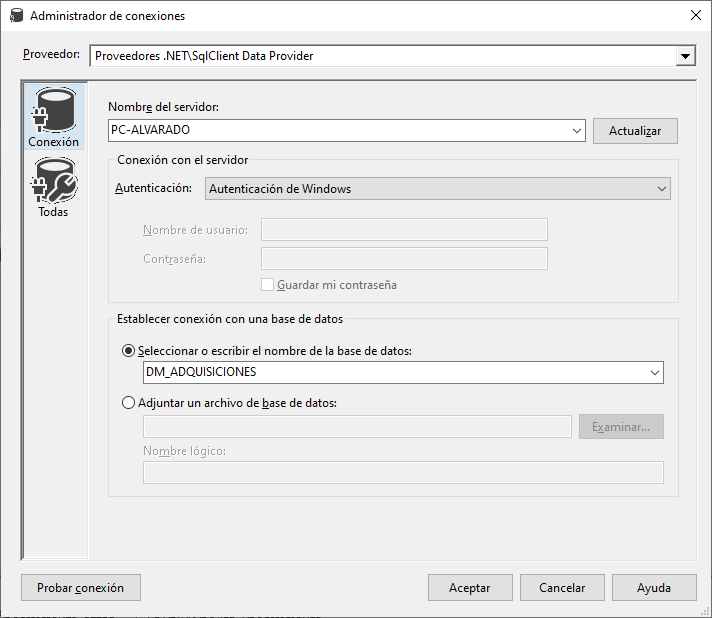 Administrador de conexiones
Proveedor: Proveedores .NET\SqlClient Data Provider
Conexión
Todas
Nombre del servidor:
PC-ALVARADO
Actualizar
Conexión con el servidor
Autenticación: Autenticación de Windows
Nombre de usuario:
Contraseña:
Guardar mi contraseña
Establecer conexión con una base de datos
Seleccionar o escribir el nombre de la base de datos:
DM_ADQUISICIONES
Adjuntar un archivo de base de datos:
Examinar...
Nombre lógico:
Probar conexión
Aceptar
Cancelar
Ayuda